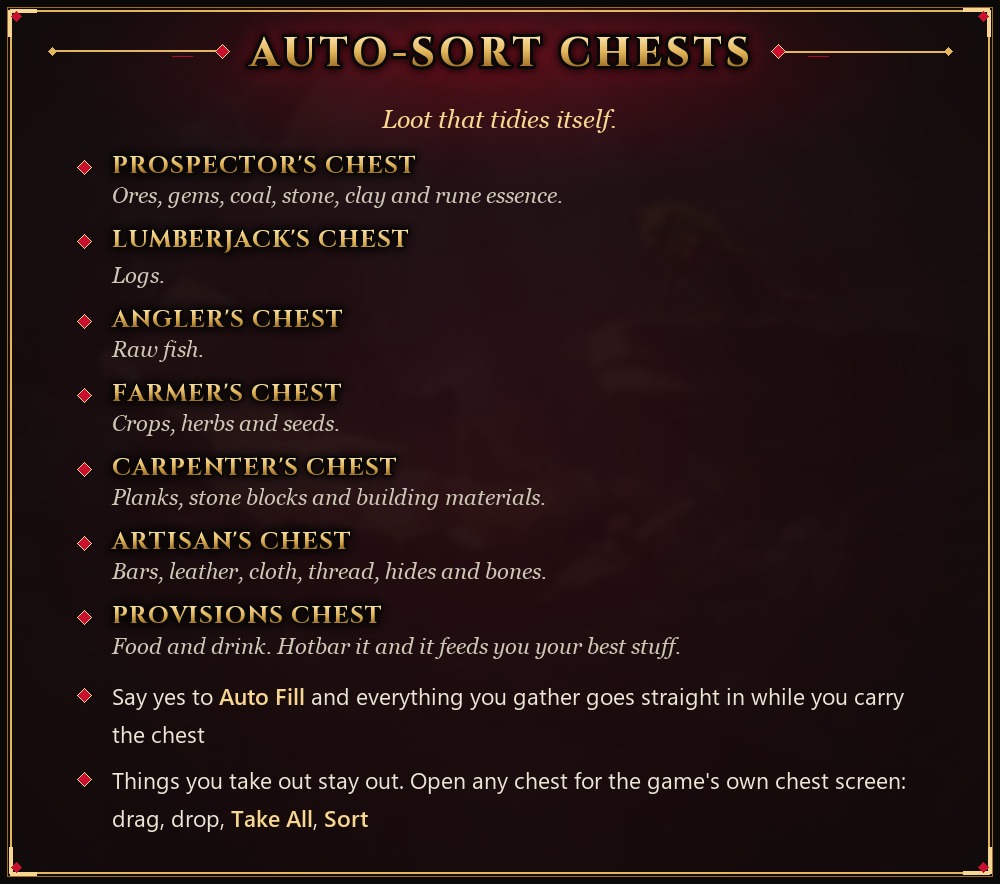 AUTO-SORT CHESTS
Loot that tidies itself.
PROSPECTOR'S CHEST
Ores, gems, coal, stone, clay and rune essence.
LUMBERJACK'S CHEST
Logs.
ANGLER'S CHEST
Raw fish.
FARMER'S CHEST
Crops, herbs and seeds.
CARPENTER'S CHEST
Planks, stone blocks and building materials.
ARTISAN'S CHEST
Bars, leather, cloth, thread, hides and bones.
PROVISIONS CHEST
Food and drink. Hotbar it and it feeds you your best stuff.
Say yes to Auto Fill and everything you gather goes straight in while you carry
the chest
Things you take out stay out. Open any chest for the game's own chest screen:
drag, drop, Take All, Sort